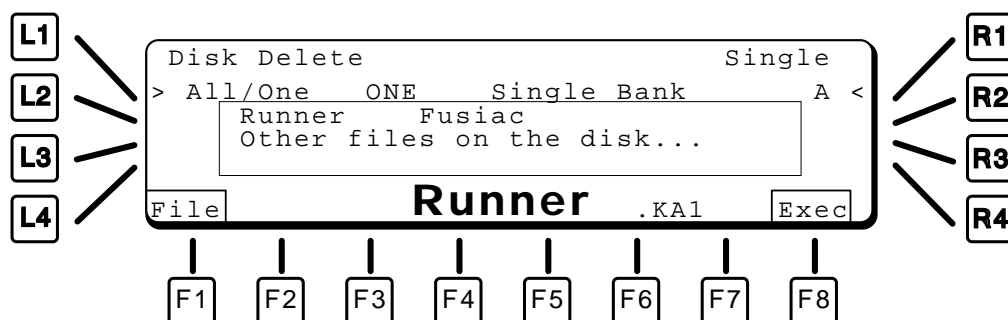 L1
L2
L3
L4
Disk Delete Single
> All/One ONE Single Bank A <
Runner Fusiac
Other files on the disk...
File Runner .KA1 Exec
R1
R2
R3
R4
F1 F2 F3 F4 F5 F6 F7 F8